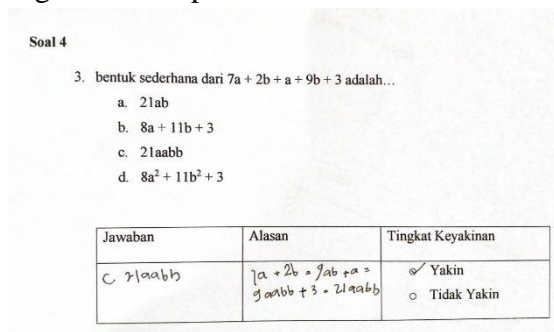 Soal 4
3. bentuk sederhana dari 7a + 2b + a + 9b + 3 adalah…
a. 21ab
b. 8a + 11b + 3
c. 21aabb
d. 8a² + 11b² + 3
Jawaban Alasan Tingkat Keyakinan
C 21aabb 7a + 2b = 9ab + a = Yakin
9aabb + 3 = 21aabb Tidak Yakin